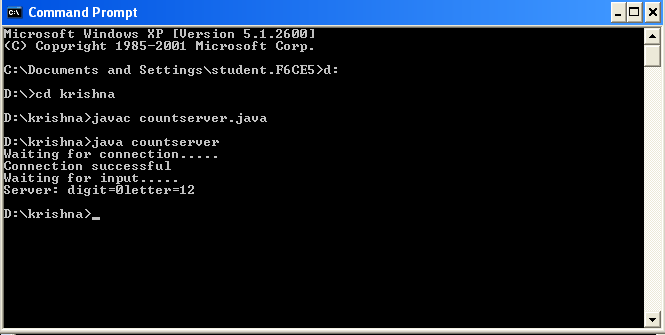 Command Prompt
Microsoft Windows XP [Version 5.1.2600]
(C) Copyright 1985-2001 Microsoft Corp.
C:\Documents and Settings\student.F6CE5>d:
D:\>cd krishna
D:\krishna>javac countserver.java
D:\krishna>java countserver
Waiting for connection.....
Connection successful
Waiting for input.....
Server: digit=0letter=12
D:\krishna>_